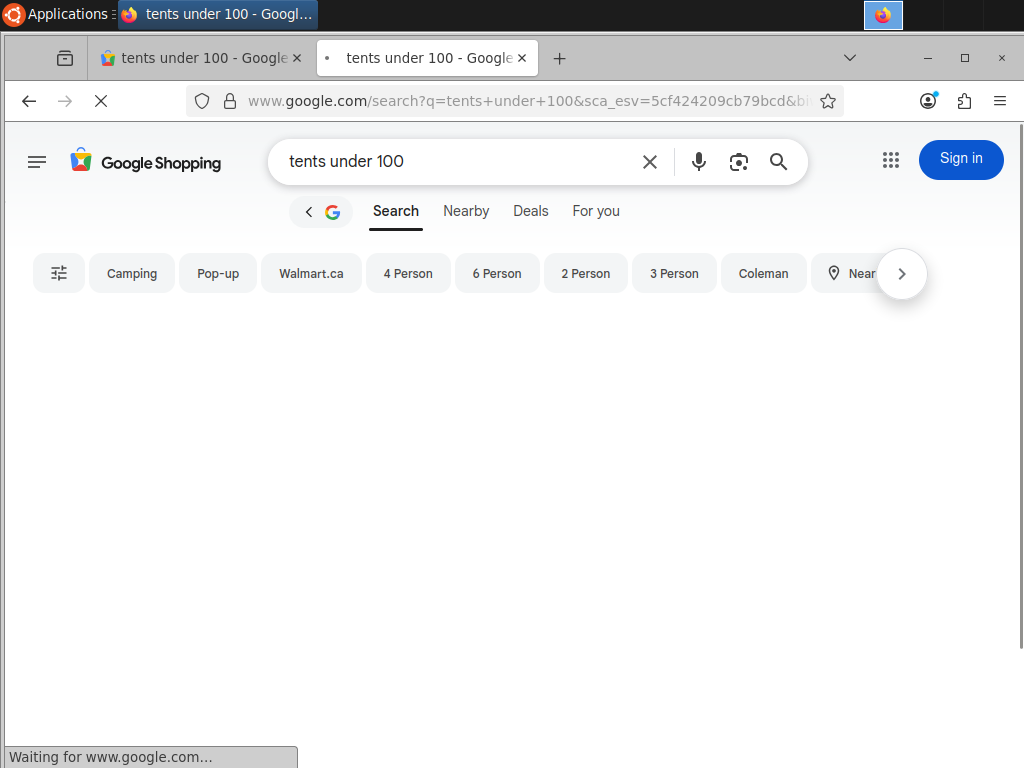 Applications
tents under 100 - Googl...
tents under 100 - Google
tents under 100 - Google
www.google.com/search?q=tents+under+100&sca_esv=5cf424209cb79bcd&bi
Google Shopping
tents under 100
Sign in
Search
Nearby
Deals
For you
Camping
Pop-up
Walmart.ca
4 Person
6 Person
2 Person
3 Person
Coleman
Near
Waiting for www.google.com...